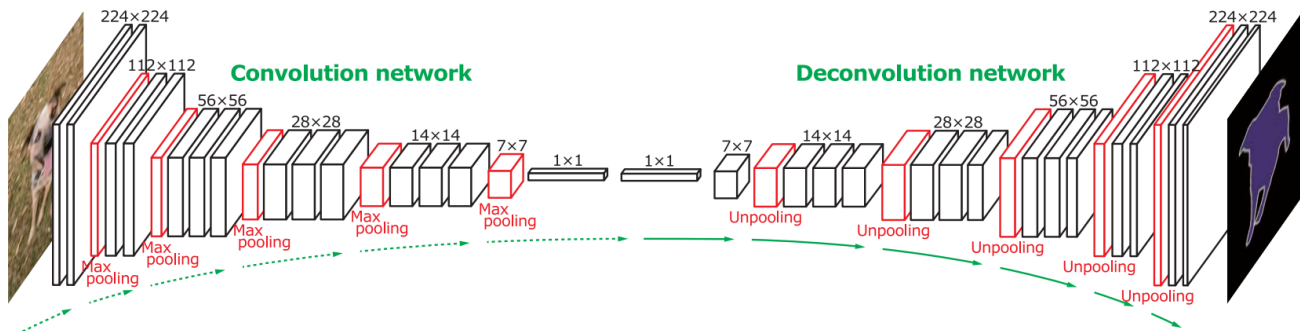 224×224
112×112
Convolution network
56×56
28×28
14×14
7×7
1×1
1×1
Max
pooling
Max
pooling
Max
pooling
Max
pooling
Max
pooling
Deconvolution network
7×7
14×14
28×28
56×56
112×112
224×224
Unpooling
Unpooling
Unpooling
Unpooling
Unpooling